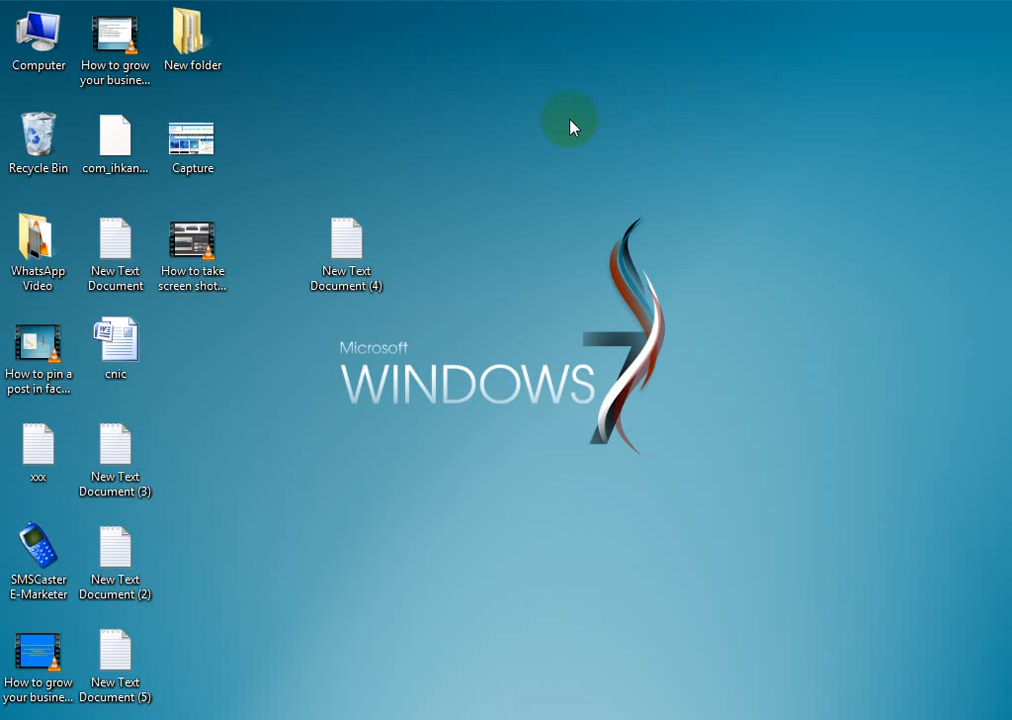 Computer
How to grow
your busine...
New folder
Recycle Bin
com_ihkan...
Capture
WhatsApp
Video
New Text
Document
How to take
screen shot...
New Text
Document (4)
How to pin a
post in fac...
cnic
Microsoft
WINDOWS 7
xxx
New Text
Document (3)
SMSCaster
E-Marketer
New Text
Document (2)
How to grow
your busine...
New Text
Document (5)